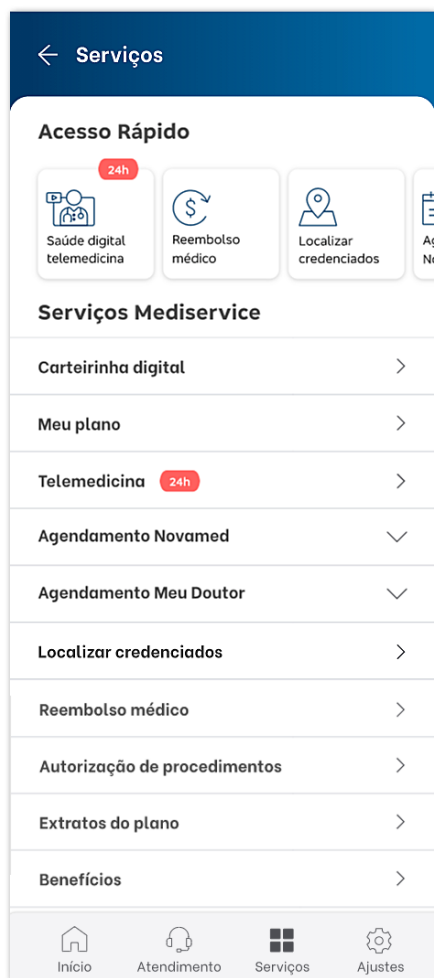 Serviços
Acesso Rápido
24h
Saúde digital
telemedicina
Reembolso
médico
Localizar
credenciados
Serviços Mediservice
Carteirinha digital
Meu plano
Telemedicina 24h
Agendamento Novamed
Agendamento Meu Doutor
Localizar credenciados
Reembolso médico
Autorização de procedimentos
Extratos do plano
Benefícios
Início Atendimento Serviços Ajustes